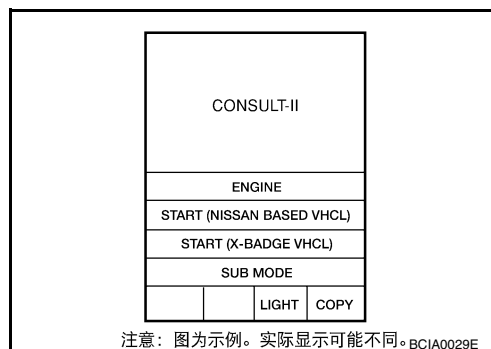 CONSULT-II
ENGINE
START (NISSAN BASED VHCL)
START (X-BADGE VHCL)
SUB MODE
LIGHT COPY
注意：图为示例。实际显示可能不同。BCIA0029E